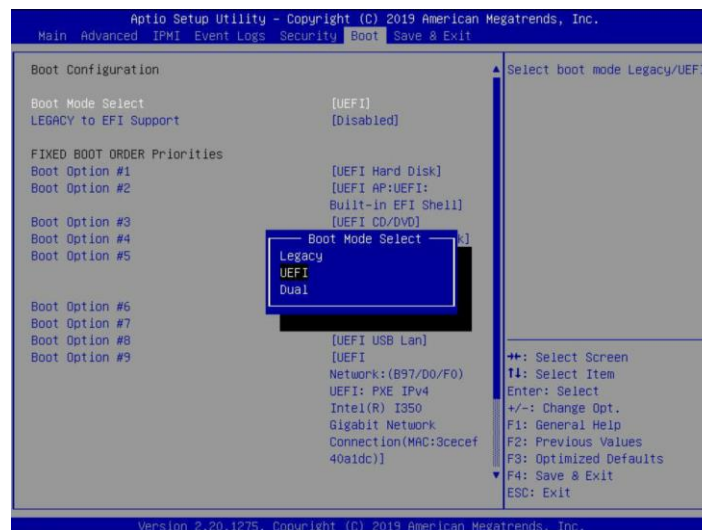 Aptio Setup Utility – Copyright (C) 2019 American Megatrends, Inc.
Main Advanced IPMI Event Logs Security Boot Save & Exit
Boot Configuration
Boot Mode Select [UEFI]
LEGACY to EFI Support [Disabled]
FIXED BOOT ORDER Priorities
Boot Option #1 [UEFI Hard Disk]
Boot Option #2 [UEFI AP:UEFI:
Built-in EFI Shell]
Boot Option #3 [UEFI CD/DVD]
Boot Option #4 k]
Boot Option #5
Boot Option #6
Boot Option #7
Boot Option #8 [UEFI USB Lan]
Boot Option #9 [UEFI
Network:(B97/D0/F0)
UEFI: PXE IPv4
Intel(R) I350
Gigabit Network
Connection(MAC:3cecef
40a1dc)]
Boot Mode Select
Legacy
UEFI
Dual
Select boot mode Legacy/UEFI
: Select Screen
↑↓: Select Item
Enter: Select
+/-: Change Opt.
F1: General Help
F2: Previous Values
F3: Optimized Defaults
F4: Save & Exit
ESC: Exit
Version 2.20.1275. Copyright (C) 2019 American Megatrends, Inc.